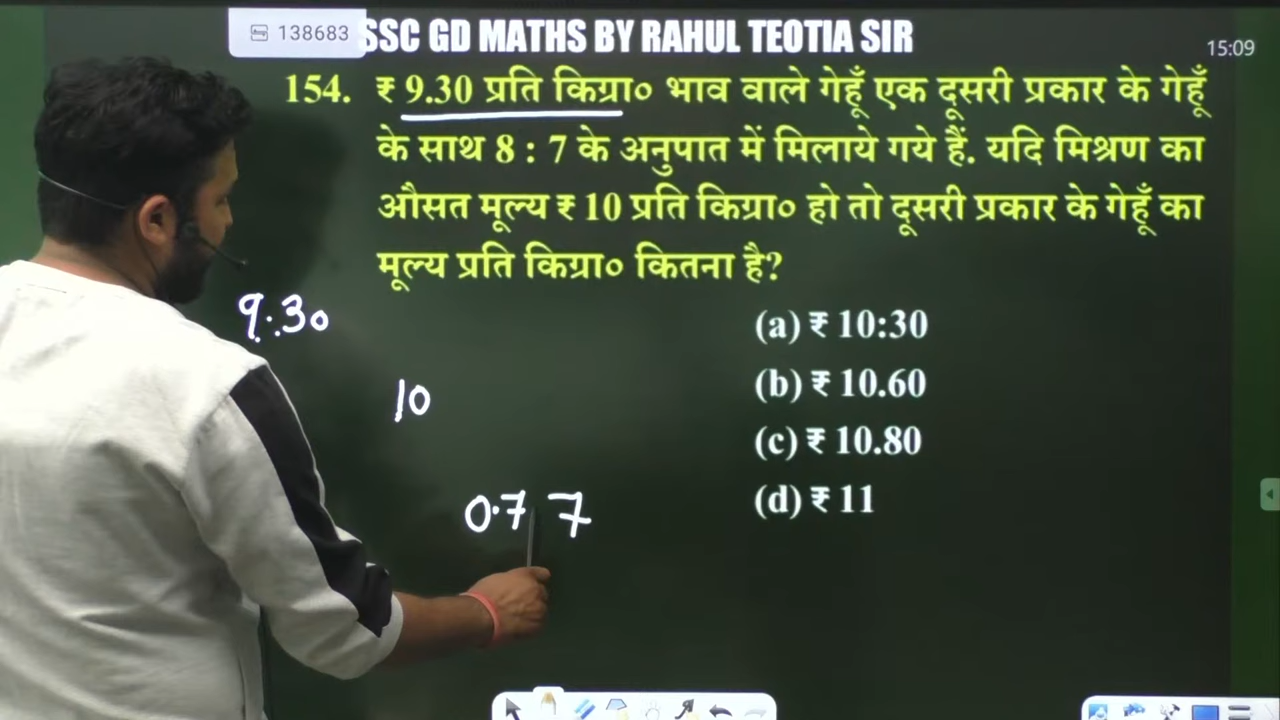 138683
SSC GD MATHS BY RAHUL TEOTIA SIR
15:09
154. ₹ 9.30 प्रति किग्रा० भाव वाले गेहूँ एक दूसरी प्रकार के गेहूँ
के साथ 8 : 7 के अनुपात में मिलाये गये हैं. यदि मिश्रण का
औसत मूल्य ₹ 10 प्रति किग्रा० हो तो दूसरी प्रकार के गेहूँ का
मूल्य प्रति किग्रा० कितना है?
(a) ₹ 10:30
(b) ₹ 10.60
(c) ₹ 10.80
(d) ₹ 11
9.30
10
0.7 7